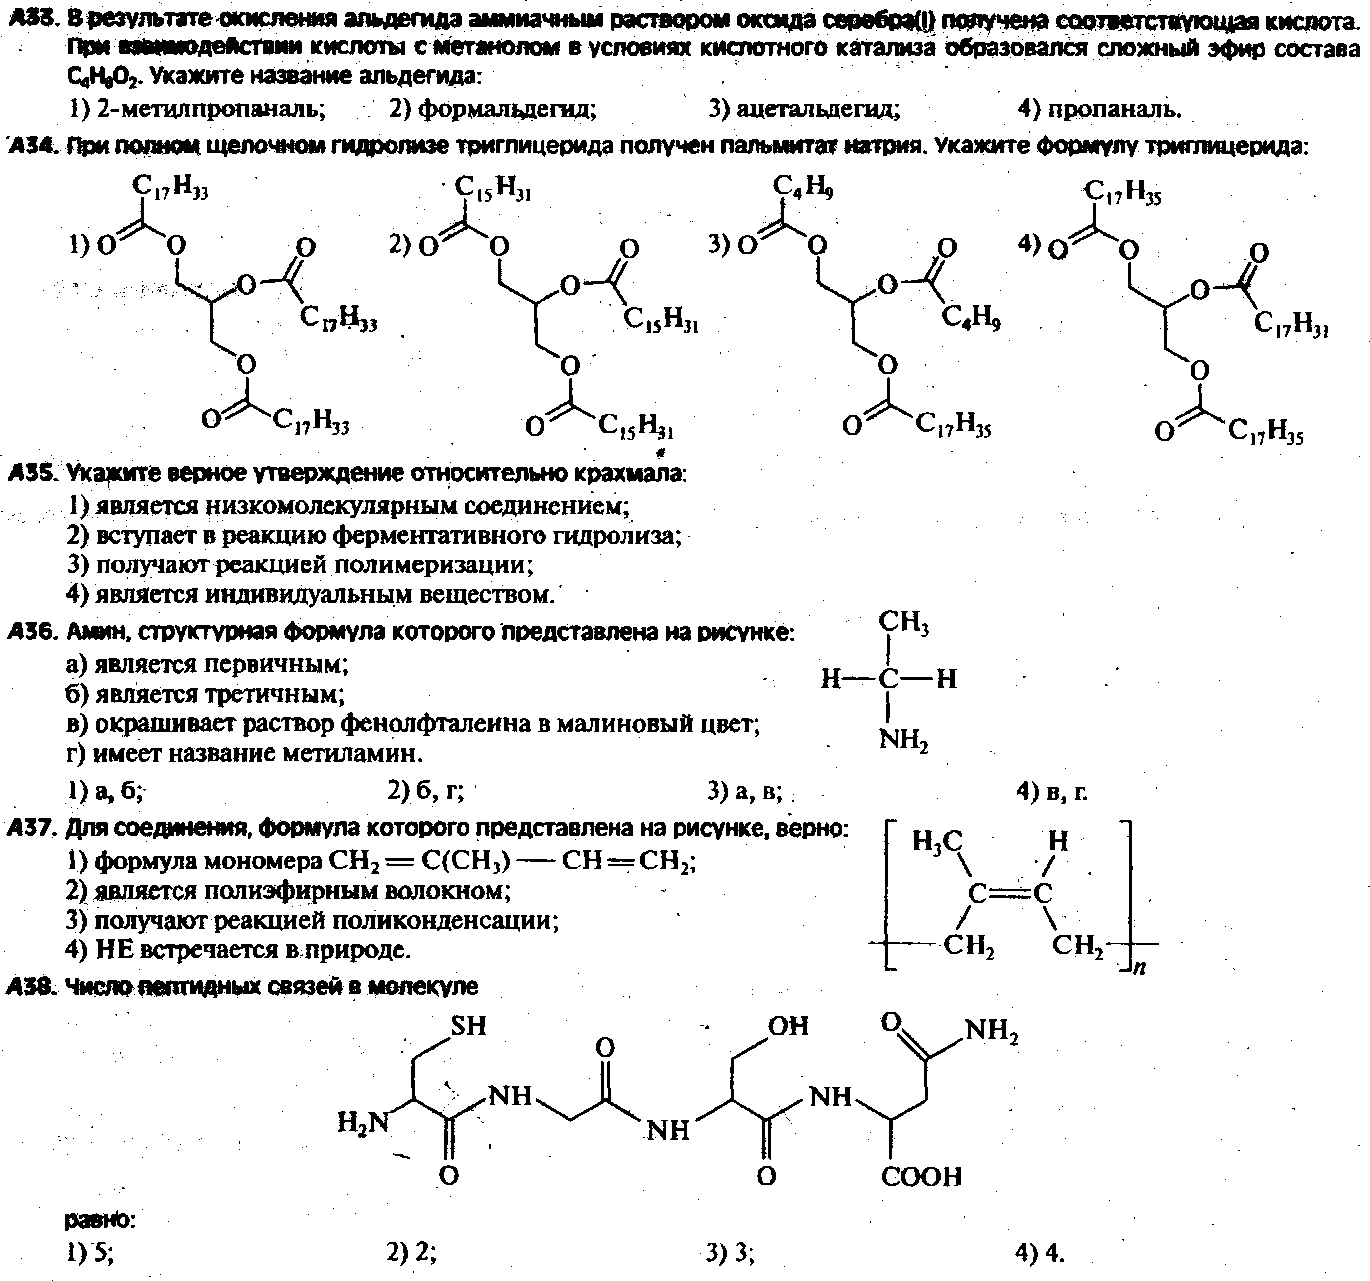 А33. В результате окисления альдегида аммиачным раствором оксида серебра(I) получена соответствующая кислота.
При взаимодействии кислоты с метанолом в условиях кислотного катализа образовался сложный эфир состава
C₄H₈O₂. Укажите название альдегида:
1) 2-метилпропаналь; 2) формальдегид; 3) ацетальдегид; 4) пропаналь.
А34. При полном щелочном гидролизе триглицерида получен пальмитат натрия. Укажите формулу триглицерида:
C₁₇H₃₃ C₁₅H₃₁ C₄H₉ C₁₇H₃₅
1) O O O 2) O O O 3) O O O 4) O O O
O O O O
C₁₇H₃₃ C₁₅H₃₁ C₄H₉ C₁₇H₃₁
O O O O
O C₁₇H₃₃ O C₁₅H₃₁ O C₁₇H₃₅ O C₁₇H₃₅
А35. Укажите верное утверждение относительно крахмала:
1) является низкомолекулярным соединением;
2) вступает в реакцию ферментативного гидролиза;
3) получают реакцией полимеризации;
4) является индивидуальным веществом.
А36. Амин, структурная формула которого представлена на рисунке:
а) является первичным;
б) является третичным;
в) окрашивает раствор фенолфталеина в малиновый цвет;
г) имеет название метиламин.
CH₃
H—C—H
NH₂
1) а, б; 2) б, г; 3) а, в; 4) в, г.
А37. Для соединения, формула которого представлена на рисунке, верно:
1) формула мономера CH₂=C(CH₃)—CH=CH₂;
2) является полиэфирным волокном;
3) получают реакцией поликонденсации;
4) НЕ встречается в природе.
H₃C H
C=C
CH₂ CH₂
n
А38. Число пептидных связей в молекуле
SH OH O NH₂
O
NH NH
H₂N NH
O O COOH
равно:
1) 5; 2) 2; 3) 3; 4) 4.